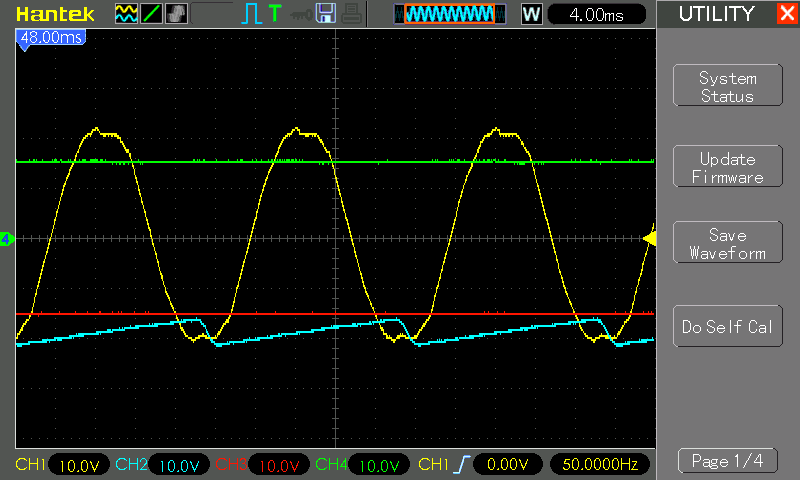 Hantek
T
W
4.00ms
UTILITY
48.00ms
System
Status
Update
Firmware
Save
Waveform
Do Self Cal
4
CH1 10.0V CH2 10.0V CH3 10.0V CH4 10.0V CH1 0.00V 50.0000Hz
Page 1/4